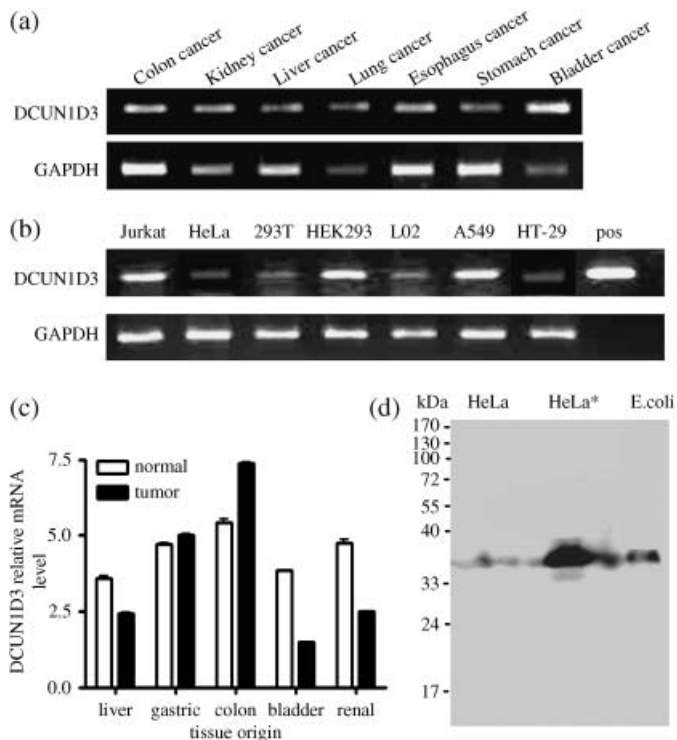 (a)
Colon cancer Kidney cancer Liver cancer Lung cancer Esophagus cancer Stomach cancer Bladder cancer
DCUN1D3
GAPDH
(b)
Jurkat HeLa 293T HEK293 L02 A549 HT-29 pos
DCUN1D3
GAPDH
(c)
DCUN1D3 relative mRNA
level
7.5
5.0
2.5
0.0
normal
tumor
liver gastric colon bladder renal
tissue origin
(d)
kDa HeLa HeLa* E.coli
170
130
100
72
55
40
33
24
17